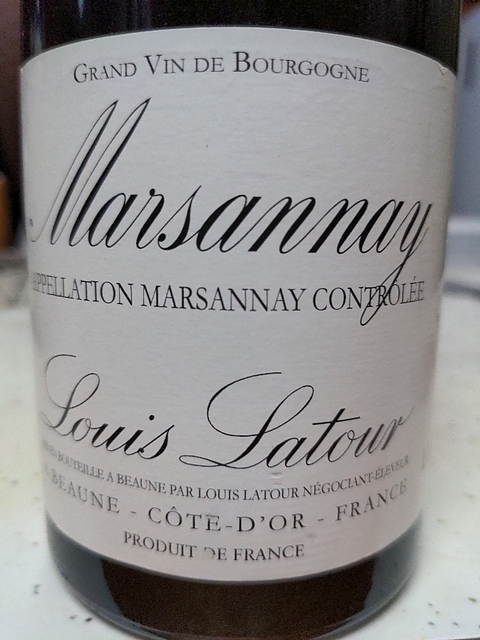 GRAND VIN DE BOURGOGNE
Marsannay
APPELLATION MARSANNAY CONTRÔLÉE
Louis Latour
BOUTEILLE A BEAUNE PAR LOUIS LATOUR NÉGOCIANT-ÉLEVEUR
BEAUNE - CÔTE-D'OR - FRANCE
PRODUIT DE FRANCE